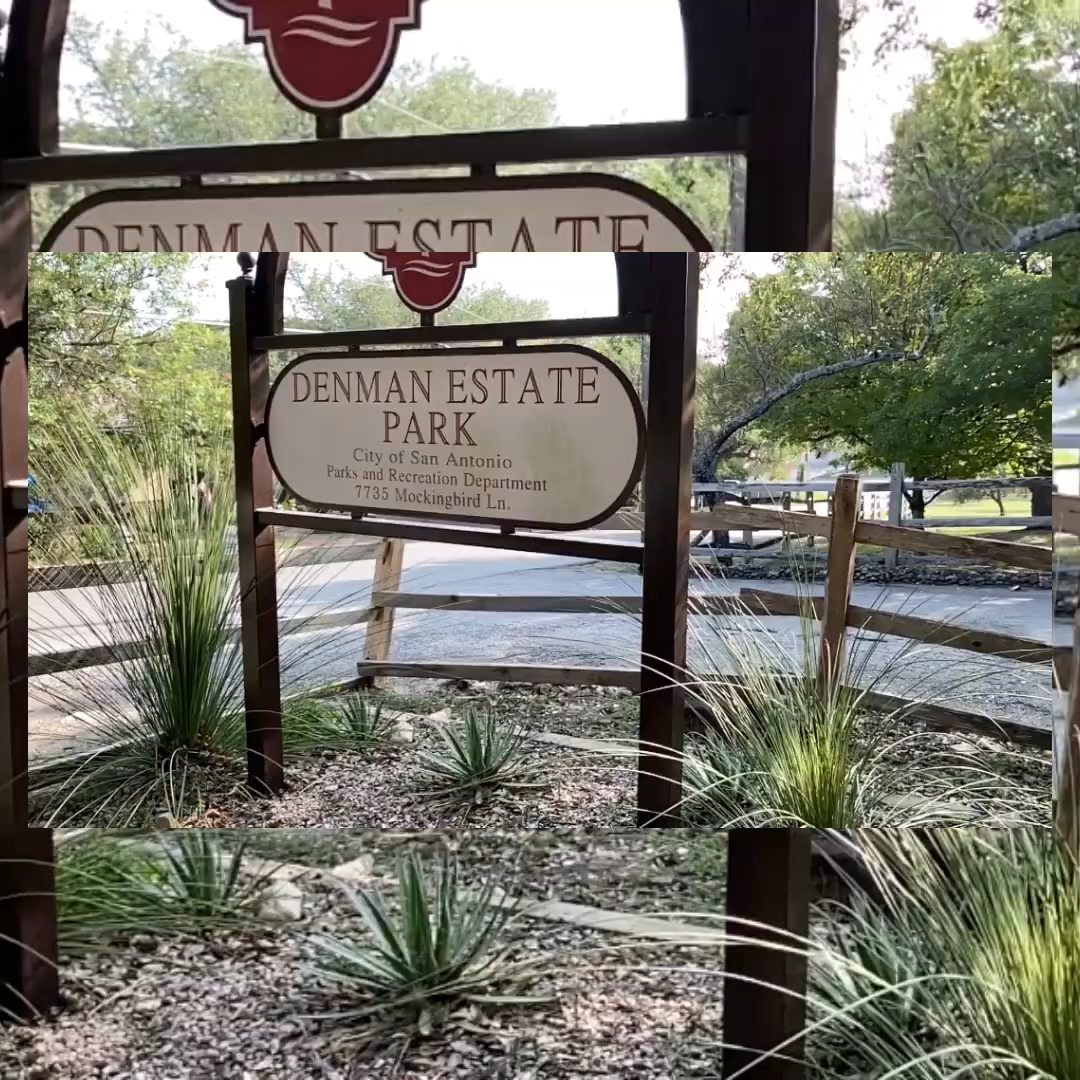 DENMAN ESTATE
DENMAN ESTATE
PARK
City of San Antonio
Parks and Recreation Department
7735 Mockingbird Ln.